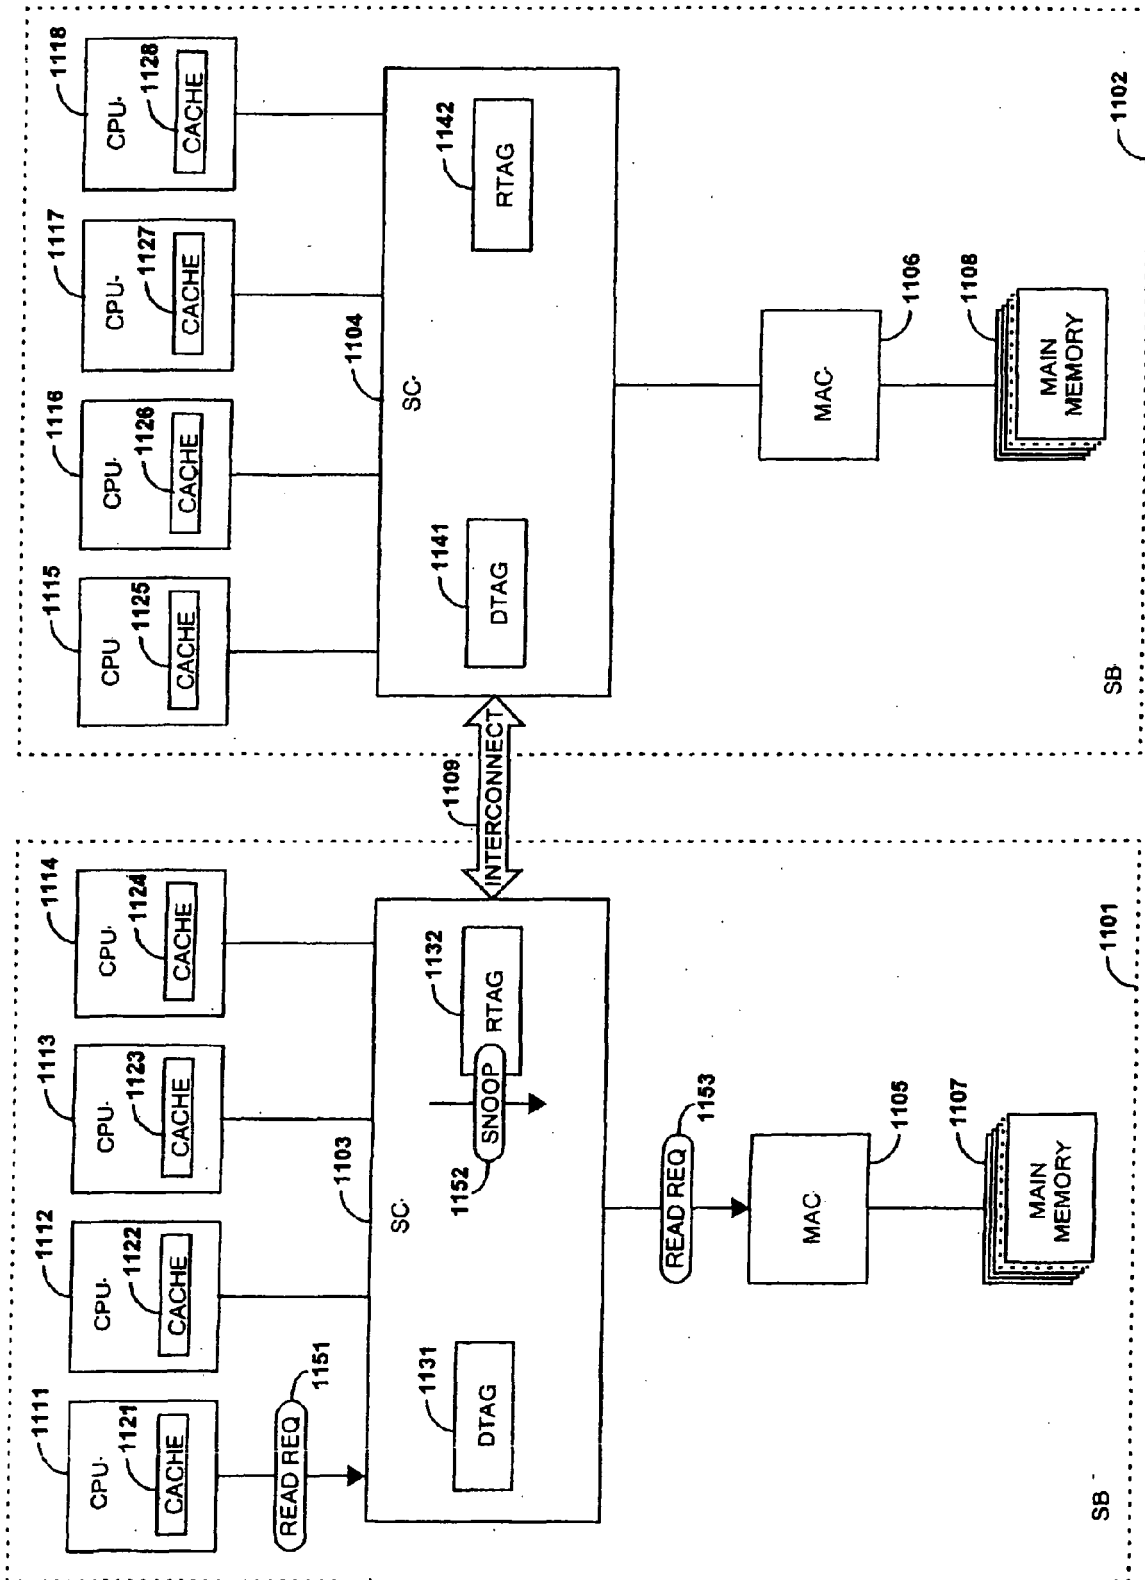 1111
CPU
1121
CACHE
1112
CPU
1122
CACHE
1113
CPU
1123
CACHE
1114
CPU
1124
CACHE
READ REQ
1151
1103
SC
1131
DTAG
1132
RTAG
SNOOP
1152
READ REQ
1153
1105
MAC
1107
MAIN
MEMORY
SB
1101
1109
INTERCONNECT
1115
CPU
1125
CACHE
1116
CPU
1126
CACHE
1117
CPU
1127
CACHE
1118
CPU
1128
CACHE
1104
SC
1141
DTAG
1142
RTAG
1106
MAC
1108
MAIN
MEMORY
SB
1102